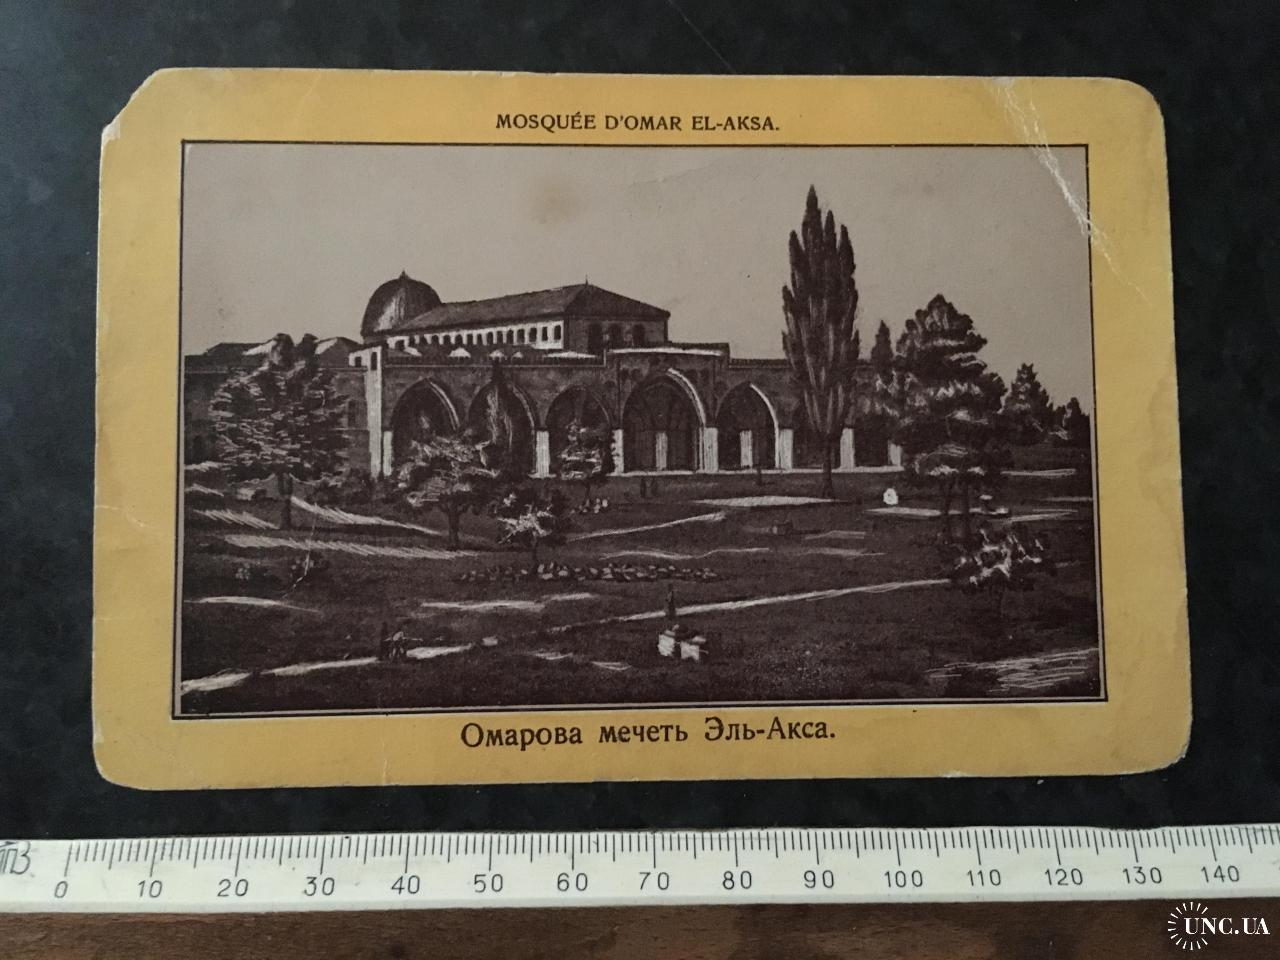 MOSQUÉE D'OMAR EL-AKSA.
Омарова мечеть Эль-Акса.
0 10 20 30 40 50 60 70 80 90 100 110 120 130 140
UNC.UA